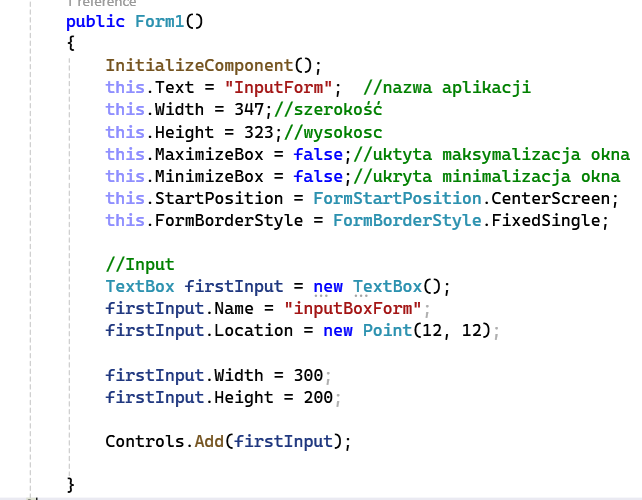 1 reference
public Form1()
{
InitializeComponent();
this.Text = "InputForm";  //nazwa aplikacji
this.Width = 347;//szerokość
this.Height = 323;//wysokosc
this.MaximizeBox = false;//uktyta maksymalizacja okna
this.MinimizeBox = false;//ukryta minimalizacja okna
this.StartPosition = FormStartPosition.CenterScreen;
this.FormBorderStyle = FormBorderStyle.FixedSingle;
//Input
TextBox firstInput = new TextBox();
firstInput.Name = "inputBoxForm";
firstInput.Location = new Point(12, 12);
firstInput.Width = 300;
firstInput.Height = 200;
Controls.Add(firstInput);
}